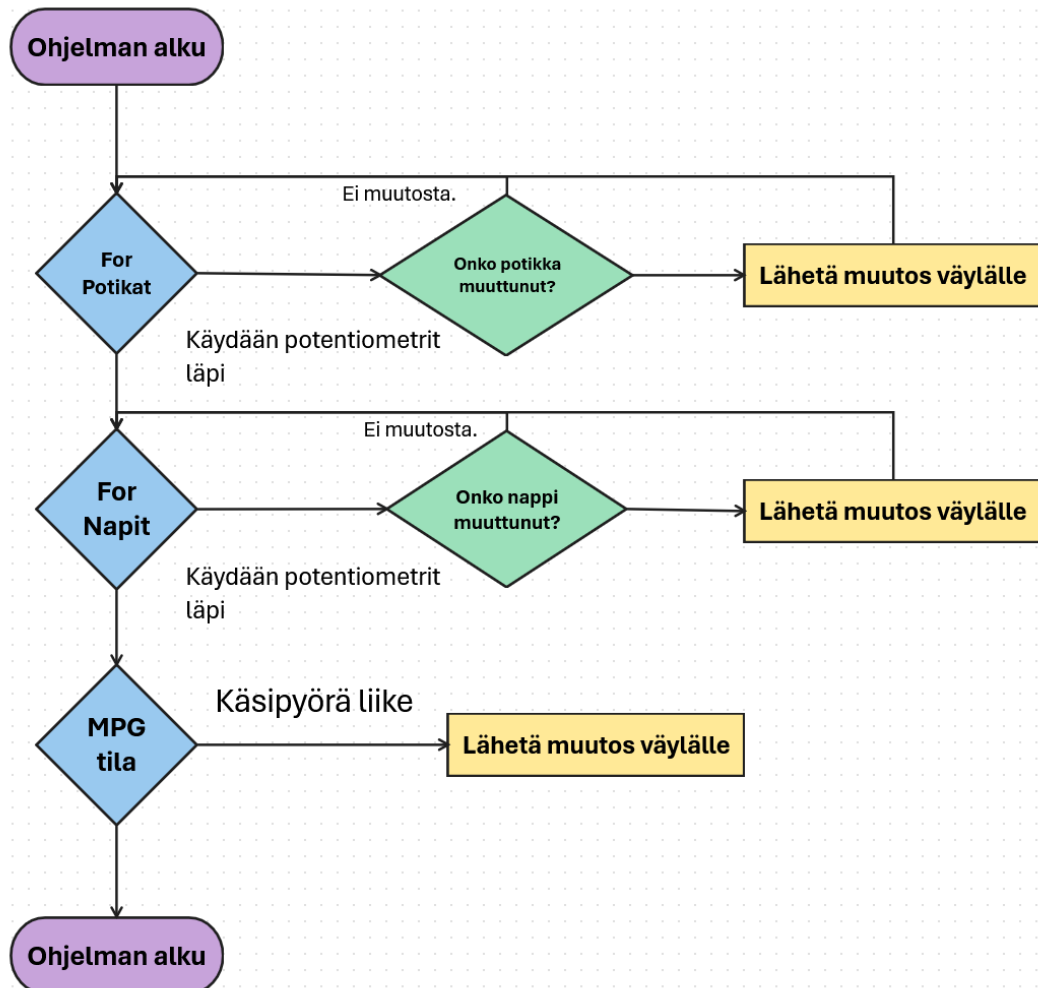 Ohjelman alku
Ei muutosta.
For
Potikat
Onko potikka
muuttunut?
Lähetä muutos väylälle
Käydään potentiometrit
läpi
Ei muutosta.
For
Napit
Onko nappi
muuttunut?
Lähetä muutos väylälle
Käydään potentiometrit
läpi
Käsipyörä liike
MPG
tila
Lähetä muutos väylälle
Ohjelman alku